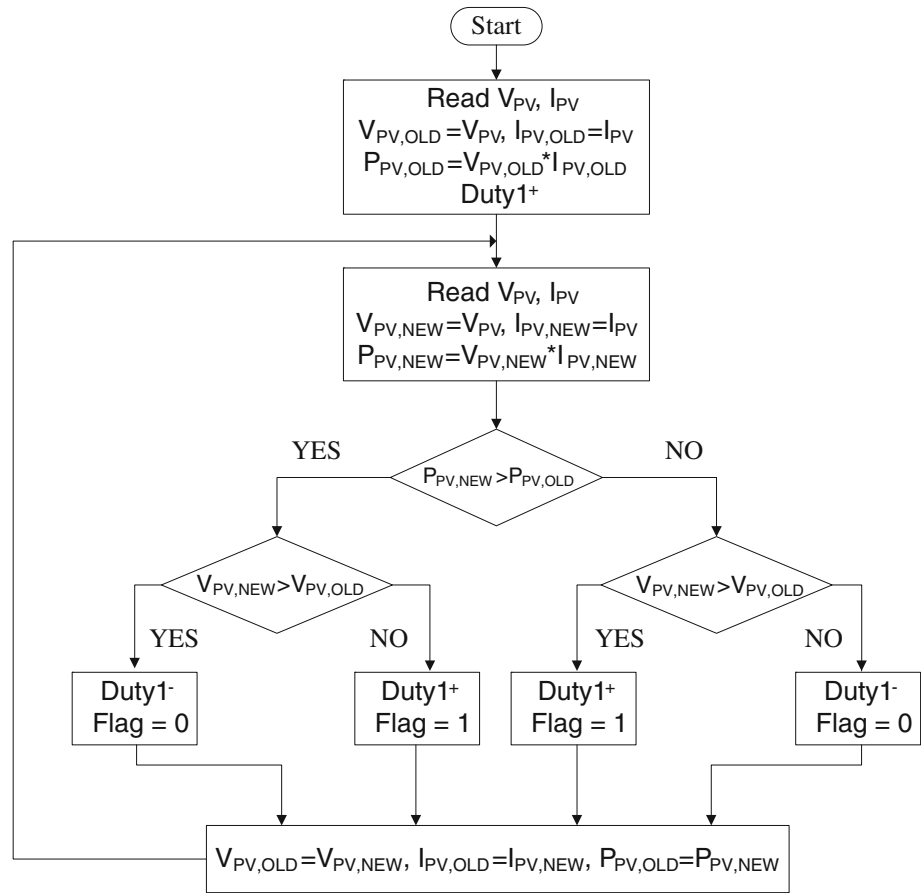 Start
Read V_PV, I_PV
V_PV,OLD=V_PV, I_PV,OLD=I_PV
P_PV,OLD=V_PV,OLD*I_PV,OLD
Duty1⁺
Read V_PV, I_PV
V_PV,NEW=V_PV, I_PV,NEW=I_PV
P_PV,NEW=V_PV,NEW*I_PV,NEW
YES
NO
P_PV,NEW>P_PV,OLD
V_PV,NEW>V_PV,OLD
V_PV,NEW>V_PV,OLD
YES
NO
YES
NO
Duty1⁻
Flag = 0
Duty1⁺
Flag = 1
Duty1⁺
Flag = 1
Duty1⁻
Flag = 0
V_PV,OLD=V_PV,NEW, I_PV,OLD=I_PV,NEW, P_PV,OLD=P_PV,NEW